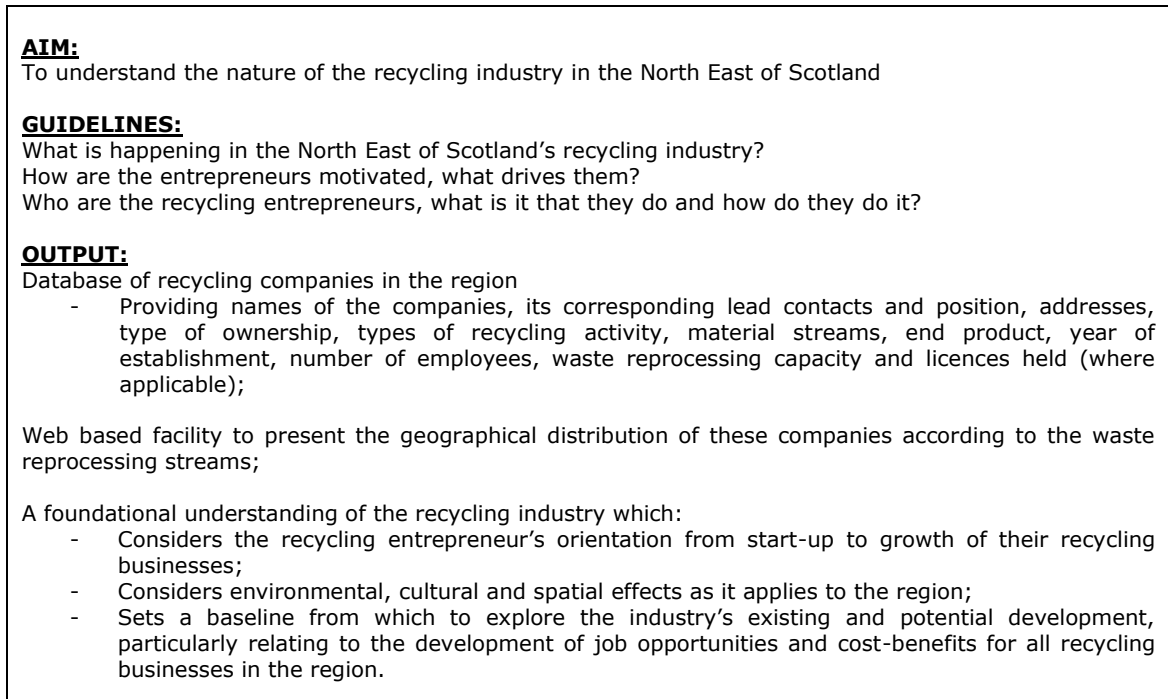 AIM:
To understand the nature of the recycling industry in the North East of Scotland
GUIDELINES:
What is happening in the North East of Scotland's recycling industry?
How are the entrepreneurs motivated, what drives them?
Who are the recycling entrepreneurs, what is it that they do and how do they do it?
OUTPUT:
Database of recycling companies in the region
- Providing names of the companies, its corresponding lead contacts and position, addresses,
type of ownership, types of recycling activity, material streams, end product, year of
establishment, number of employees, waste reprocessing capacity and licences held (where
applicable);
Web based facility to present the geographical distribution of these companies according to the waste
reprocessing streams;
A foundational understanding of the recycling industry which:
- Considers the recycling entrepreneur's orientation from start-up to growth of their recycling
businesses;
- Considers environmental, cultural and spatial effects as it applies to the region;
- Sets a baseline from which to explore the industry's existing and potential development,
particularly relating to the development of job opportunities and cost-benefits for all recycling
businesses in the region.